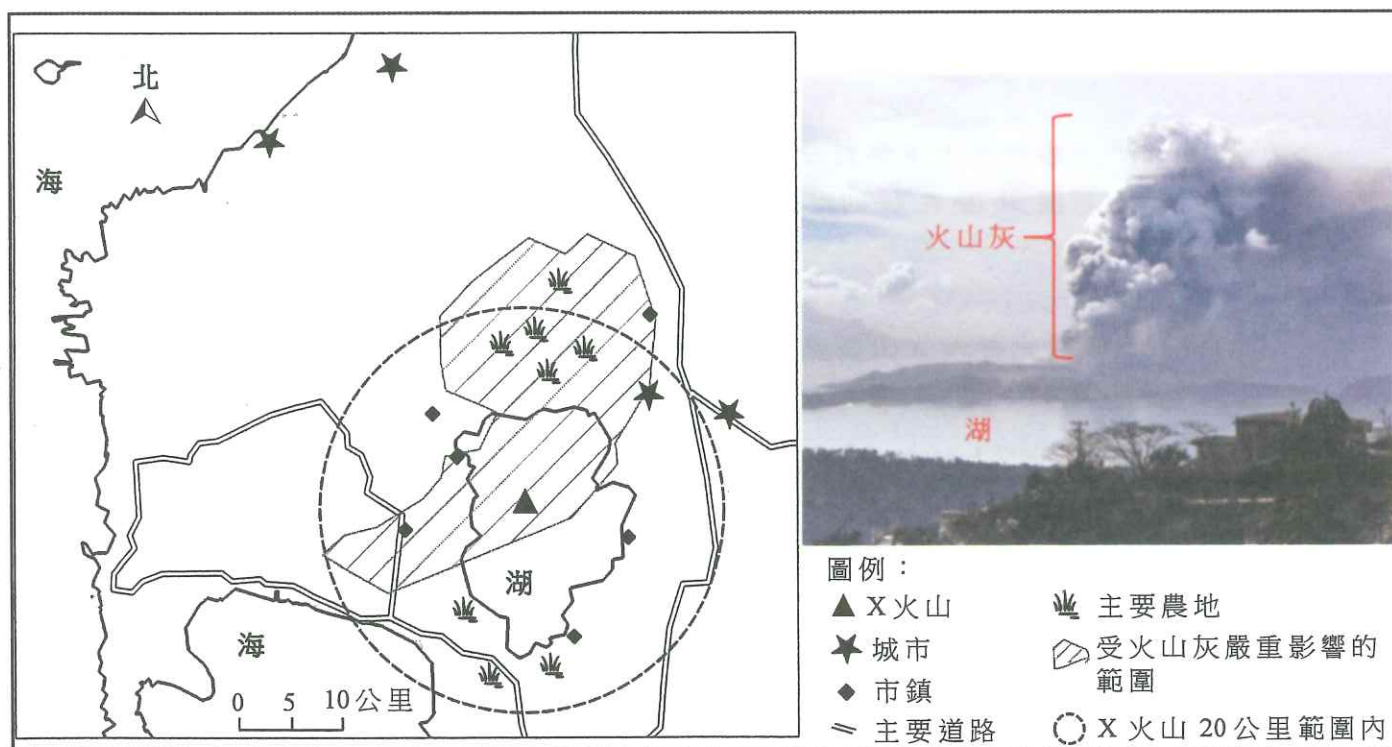 北
海
海
湖
0 5 10公里
火山灰
湖
圖例：
X火山
城市
市鎮
主要道路
主要農地
受火山灰嚴重影響的
範圍
X火山 20公里範圍內